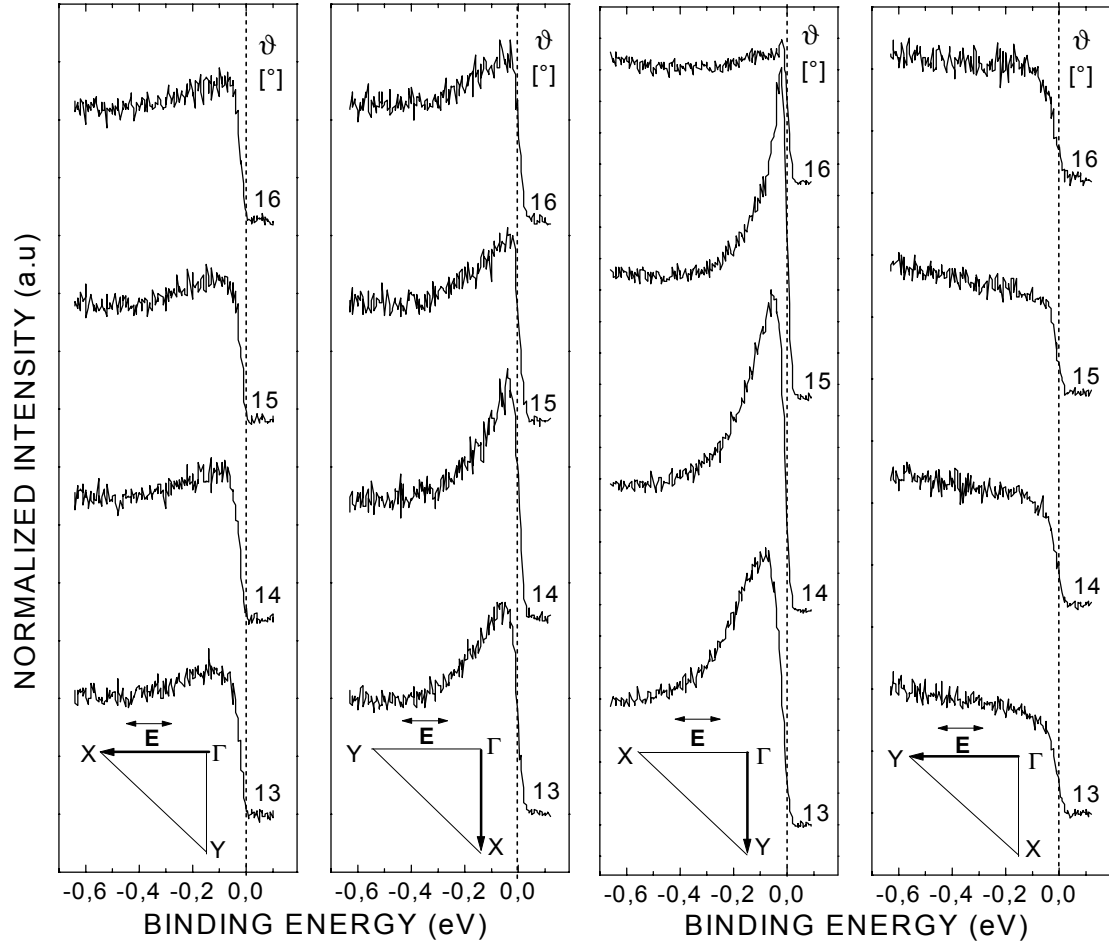 NORMALIZED INTENSITY (a.u)
ϑ
[°]
16
15
14
13
E
X
Γ
Y
-0,6 -0,4 -0,2 0,0
16
15
14
13
E
Y
Γ
X
-0,6 -0,4 -0,2 0,0
BINDING ENERGY (eV)
ϑ
[°]
16
15
14
13
E
X
Γ
Y
-0,6 -0,4 -0,2 0,0
ϑ
[°]
16
15
14
13
E
Y
Γ
X
-0,6 -0,4 -0,2 0,0
BINDING ENERGY (eV)